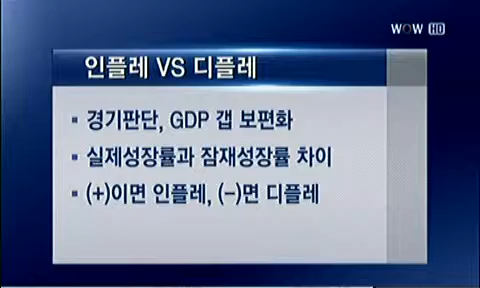 WOW HD
인플레 VS 디플레
▪ 경기판단, GDP 갭 보편화
▪ 실제성장률과 잠재성장률 차이
▪ (+)이면 인플레, (-)면 디플레